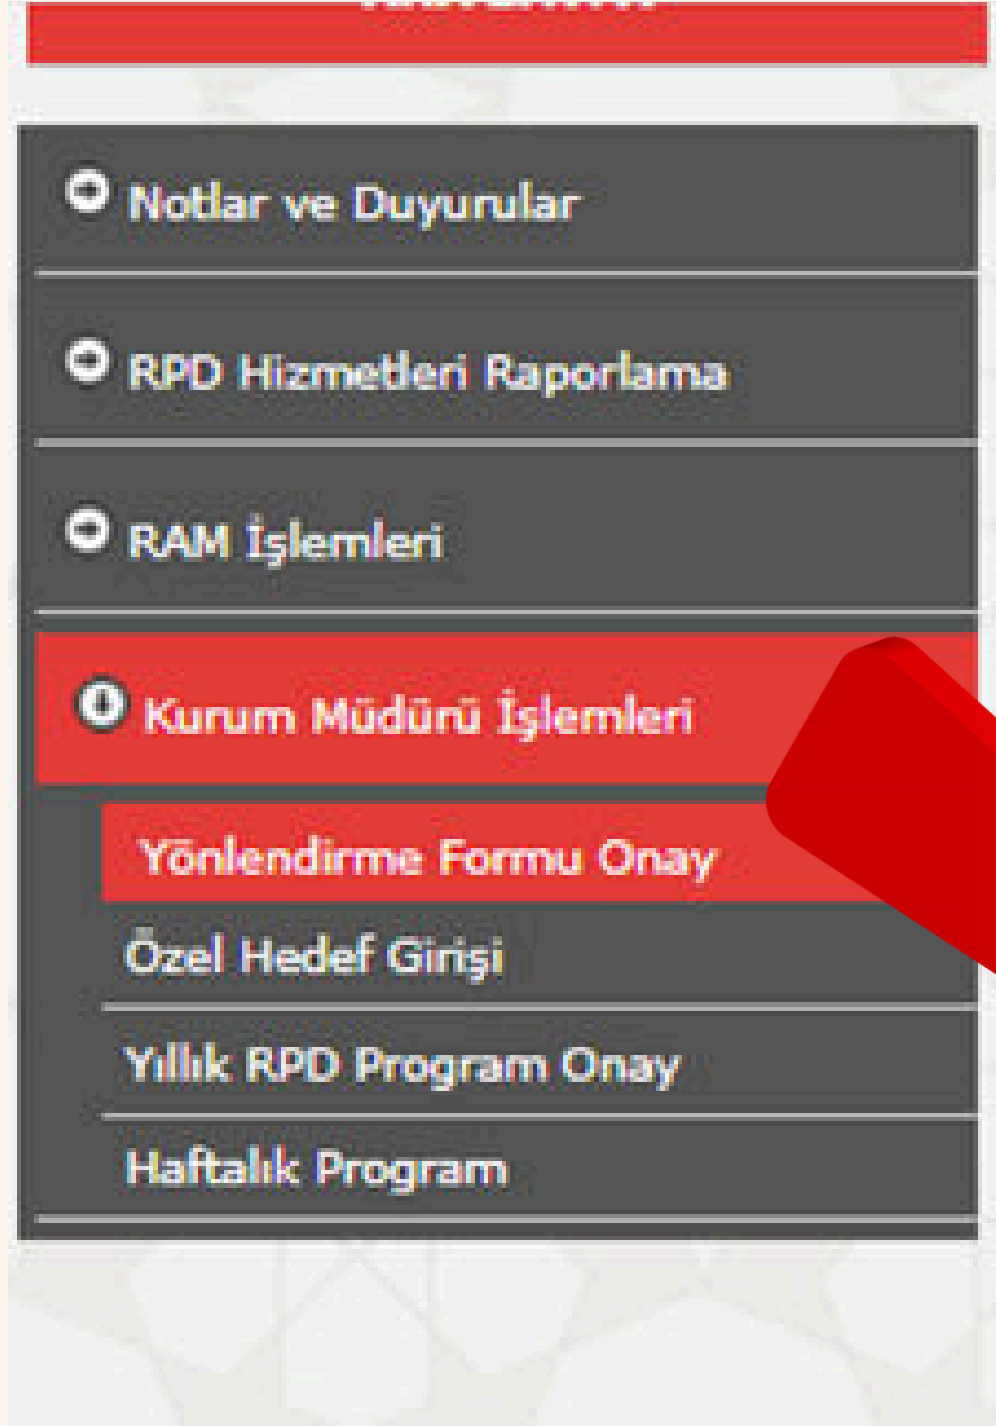 Notlar ve Duyurular
RPD Hizmetleri Raporlama
RAM İşlemleri
Kurum Müdürü İşlemleri
Yönlendirme Formu Onay
Özel Hedef Girişi
Yıllık RPD Program Onay
Haftalık Program